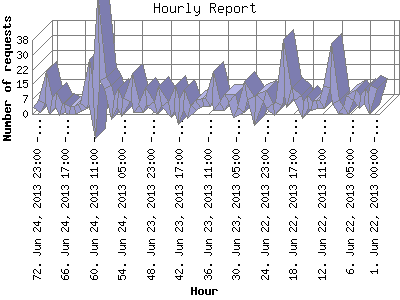 Hourly Report
Number of requests
38
30
22
15
7
0
72. Jun 24, 2013 23:00 -...
66. Jun 24, 2013 17:00 -...
60. Jun 24, 2013 11:00 -...
54. Jun 24, 2013 05:00 -...
48. Jun 23, 2013 23:00 -...
42. Jun 23, 2013 17:00 -...
36. Jun 23, 2013 11:00 -...
30. Jun 23, 2013 05:00 -...
24. Jun 22, 2013 23:00 -...
18. Jun 22, 2013 17:00 -...
12. Jun 22, 2013 11:00 -...
6. Jun 22, 2013 05:00 -...
1. Jun 22, 2013 00:00 -...
Hour